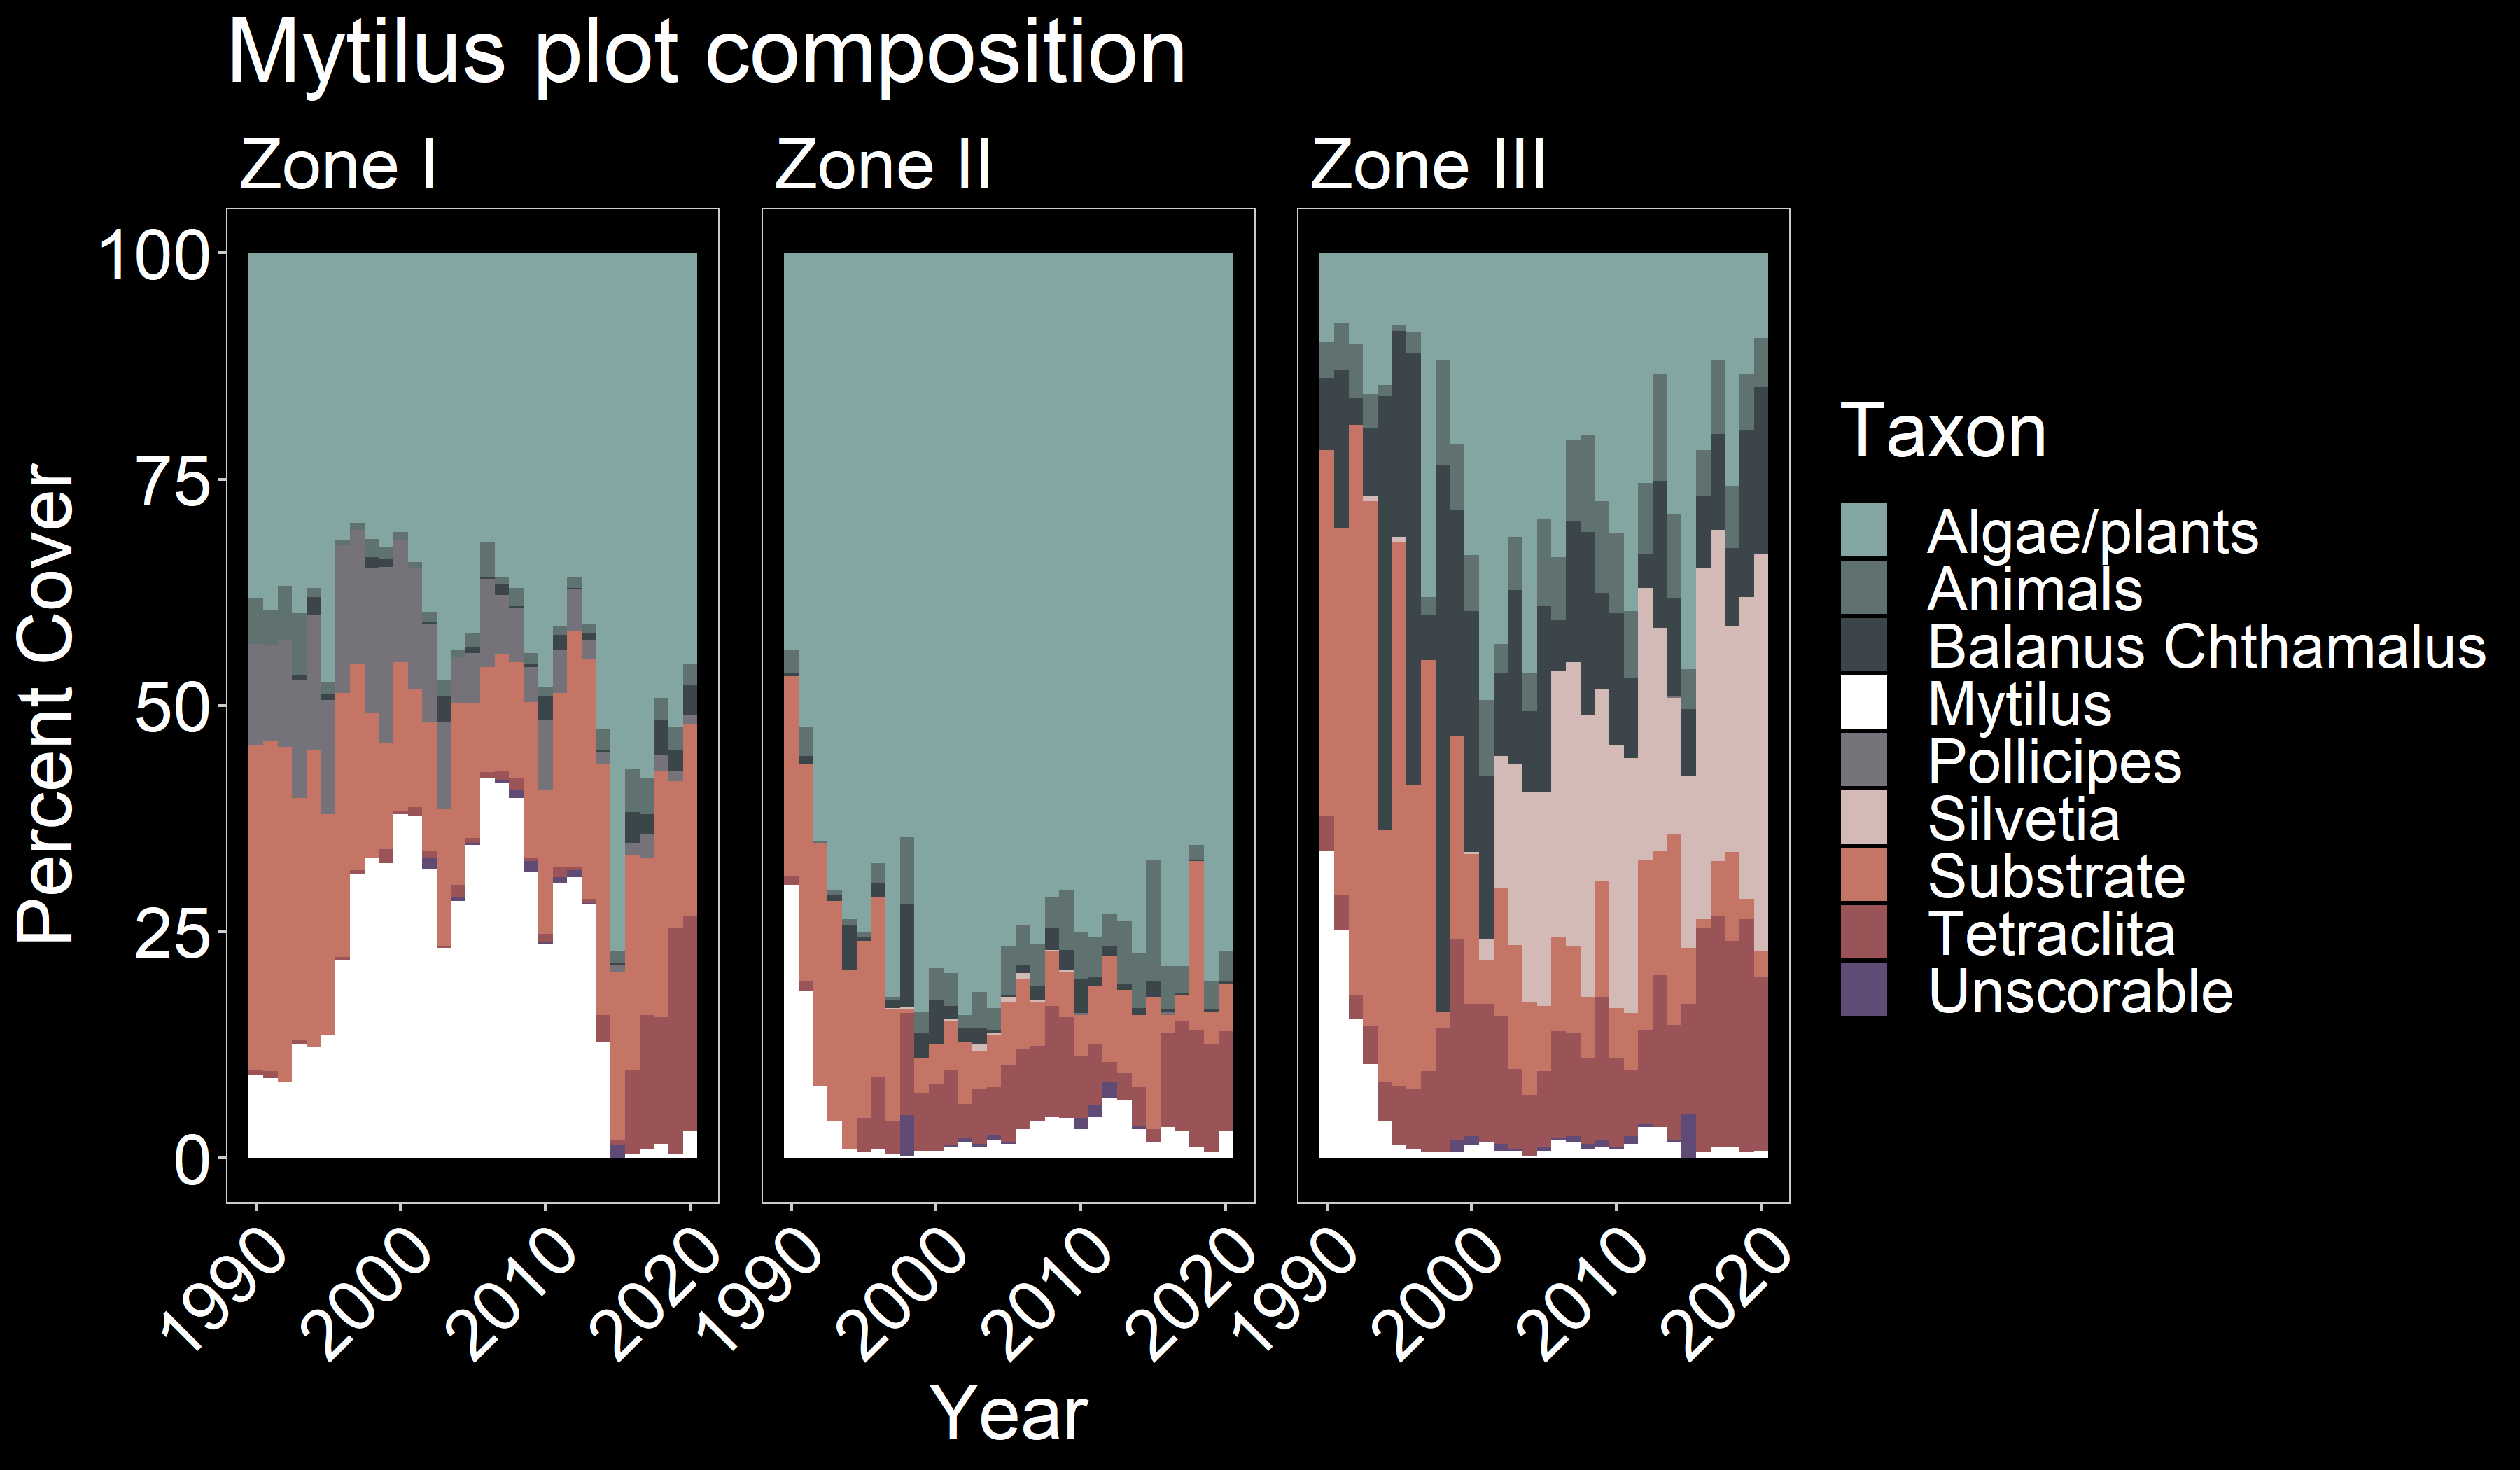 Mytilus plot composition
Zone I
Zone II
Zone III
100
75
50
25
0
Percent Cover
1990
2000
2010
2020
1990
2000
2010
2020
1990
2000
2010
2020
Year
Taxon
Algae/plants
Animals
Balanus Chthamalus
Mytilus
Pollicipes
Silvetia
Substrate
Tetraclita
Unscorable